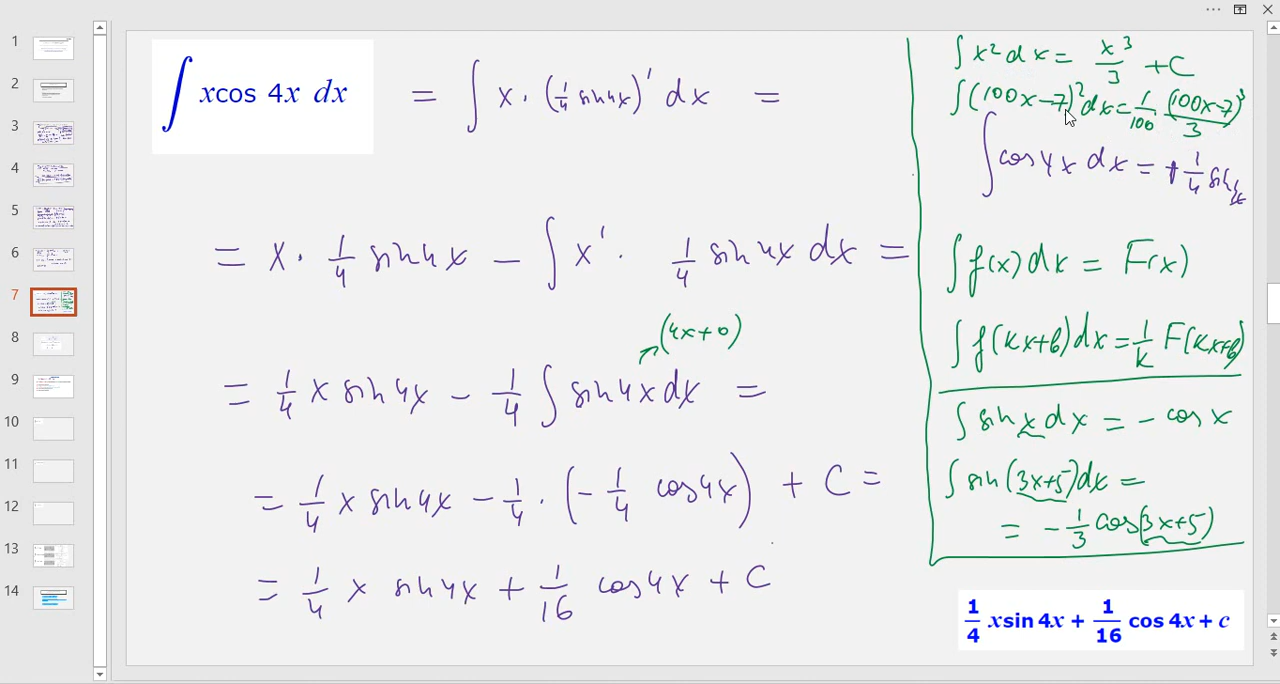 ∫ xcos 4x dx = ∫ x · (1/4 sin4x)' dx =
= x · 1/4 sin4x − ∫ x' · 1/4 sin4x dx =
(4x+0)
= 1/4 x sin4x − 1/4 ∫ sin4x dx =
= 1/4 x sin4x − 1/4 · (− 1/4 cos4x) + C =
= 1/4 x sin4x + 1/16 cos4x + C
∫ x² dx = x³/3 + C
∫ (100x−7)² dx = 1/100 (100x−7)³/3
∫ cos4x dx = + 1/4 sin4x
∫ f(x) dx = F(x)
∫ f(kx+b) dx = 1/k F(kx+b)
∫ sin x dx = − cos x
∫ sin (3x+5) dx =
= − 1/3 cos(3x+5)
1/4 xsin 4x + 1/16 cos 4x + c
1
2
3
4
5
6
7
8
9
10
11
12
13
14